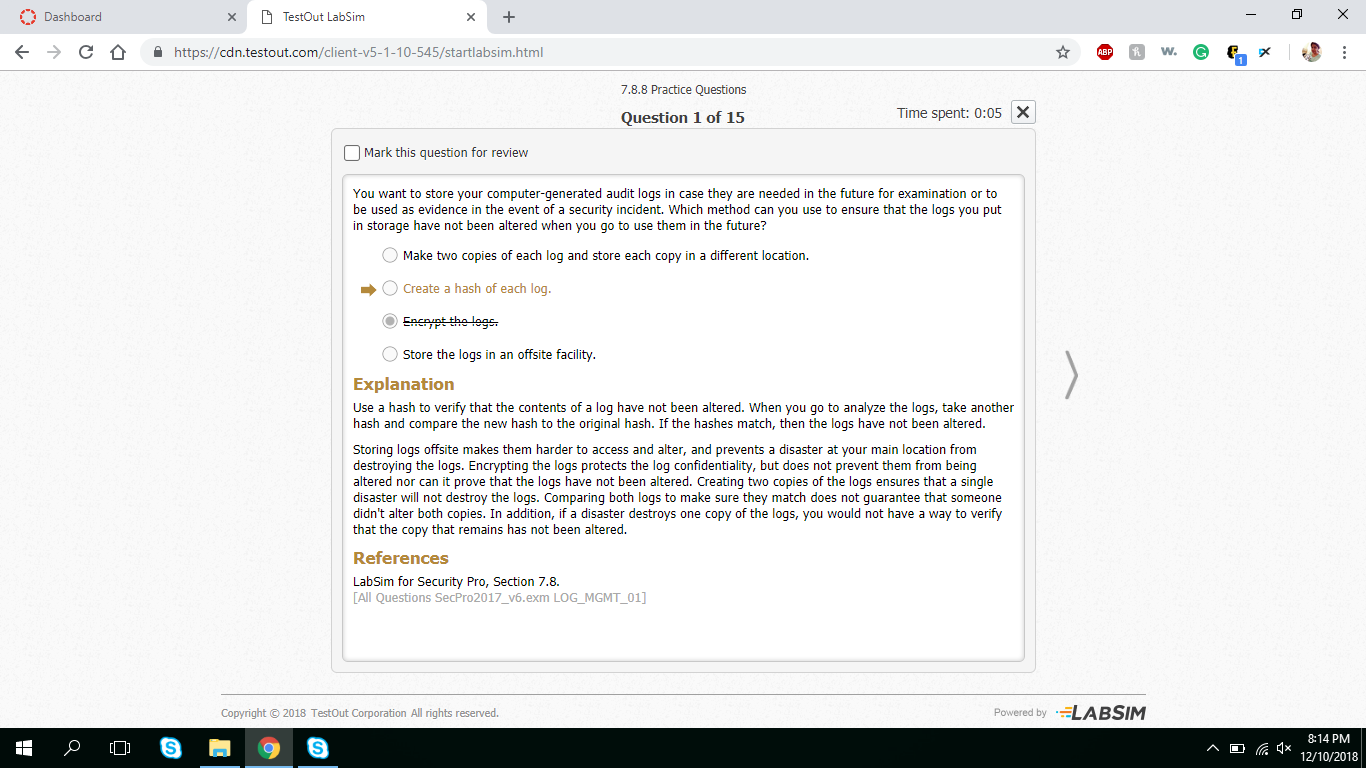 Dashboard
TestOut LabSim
https://cdn.testout.com/client-v5-1-10-545/startlabsim.html
ABP
w.
1
7.8.8 Practice Questions
Question 1 of 15
Time spent: 0:05
Mark this question for review
You want to store your computer-generated audit logs in case they are needed in the future for examination or to
be used as evidence in the event of a security incident. Which method can you use to ensure that the logs you put
in storage have not been altered when you go to use them in the future?
Make two copies of each log and store each copy in a different location.
Create a hash of each log.
Encrypt the logs.
Store the logs in an offsite facility.
Explanation
Use a hash to verify that the contents of a log have not been altered. When you go to analyze the logs, take another
hash and compare the new hash to the original hash. If the hashes match, then the logs have not been altered.
Storing logs offsite makes them harder to access and alter, and prevents a disaster at your main location from
destroying the logs. Encrypting the logs protects the log confidentiality, but does not prevent them from being
altered nor can it prove that the logs have not been altered. Creating two copies of the logs ensures that a single
disaster will not destroy the logs. Comparing both logs to make sure they match does not guarantee that someone
didn't alter both copies. In addition, if a disaster destroys one copy of the logs, you would not have a way to verify
that the copy that remains has not been altered.
References
LabSim for Security Pro, Section 7.8.
[All Questions SecPro2017_v6.exm LOG_MGMT_01]
Copyright © 2018 TestOut Corporation All rights reserved.
Powered by LABSIM
8:14 PM
12/10/2018